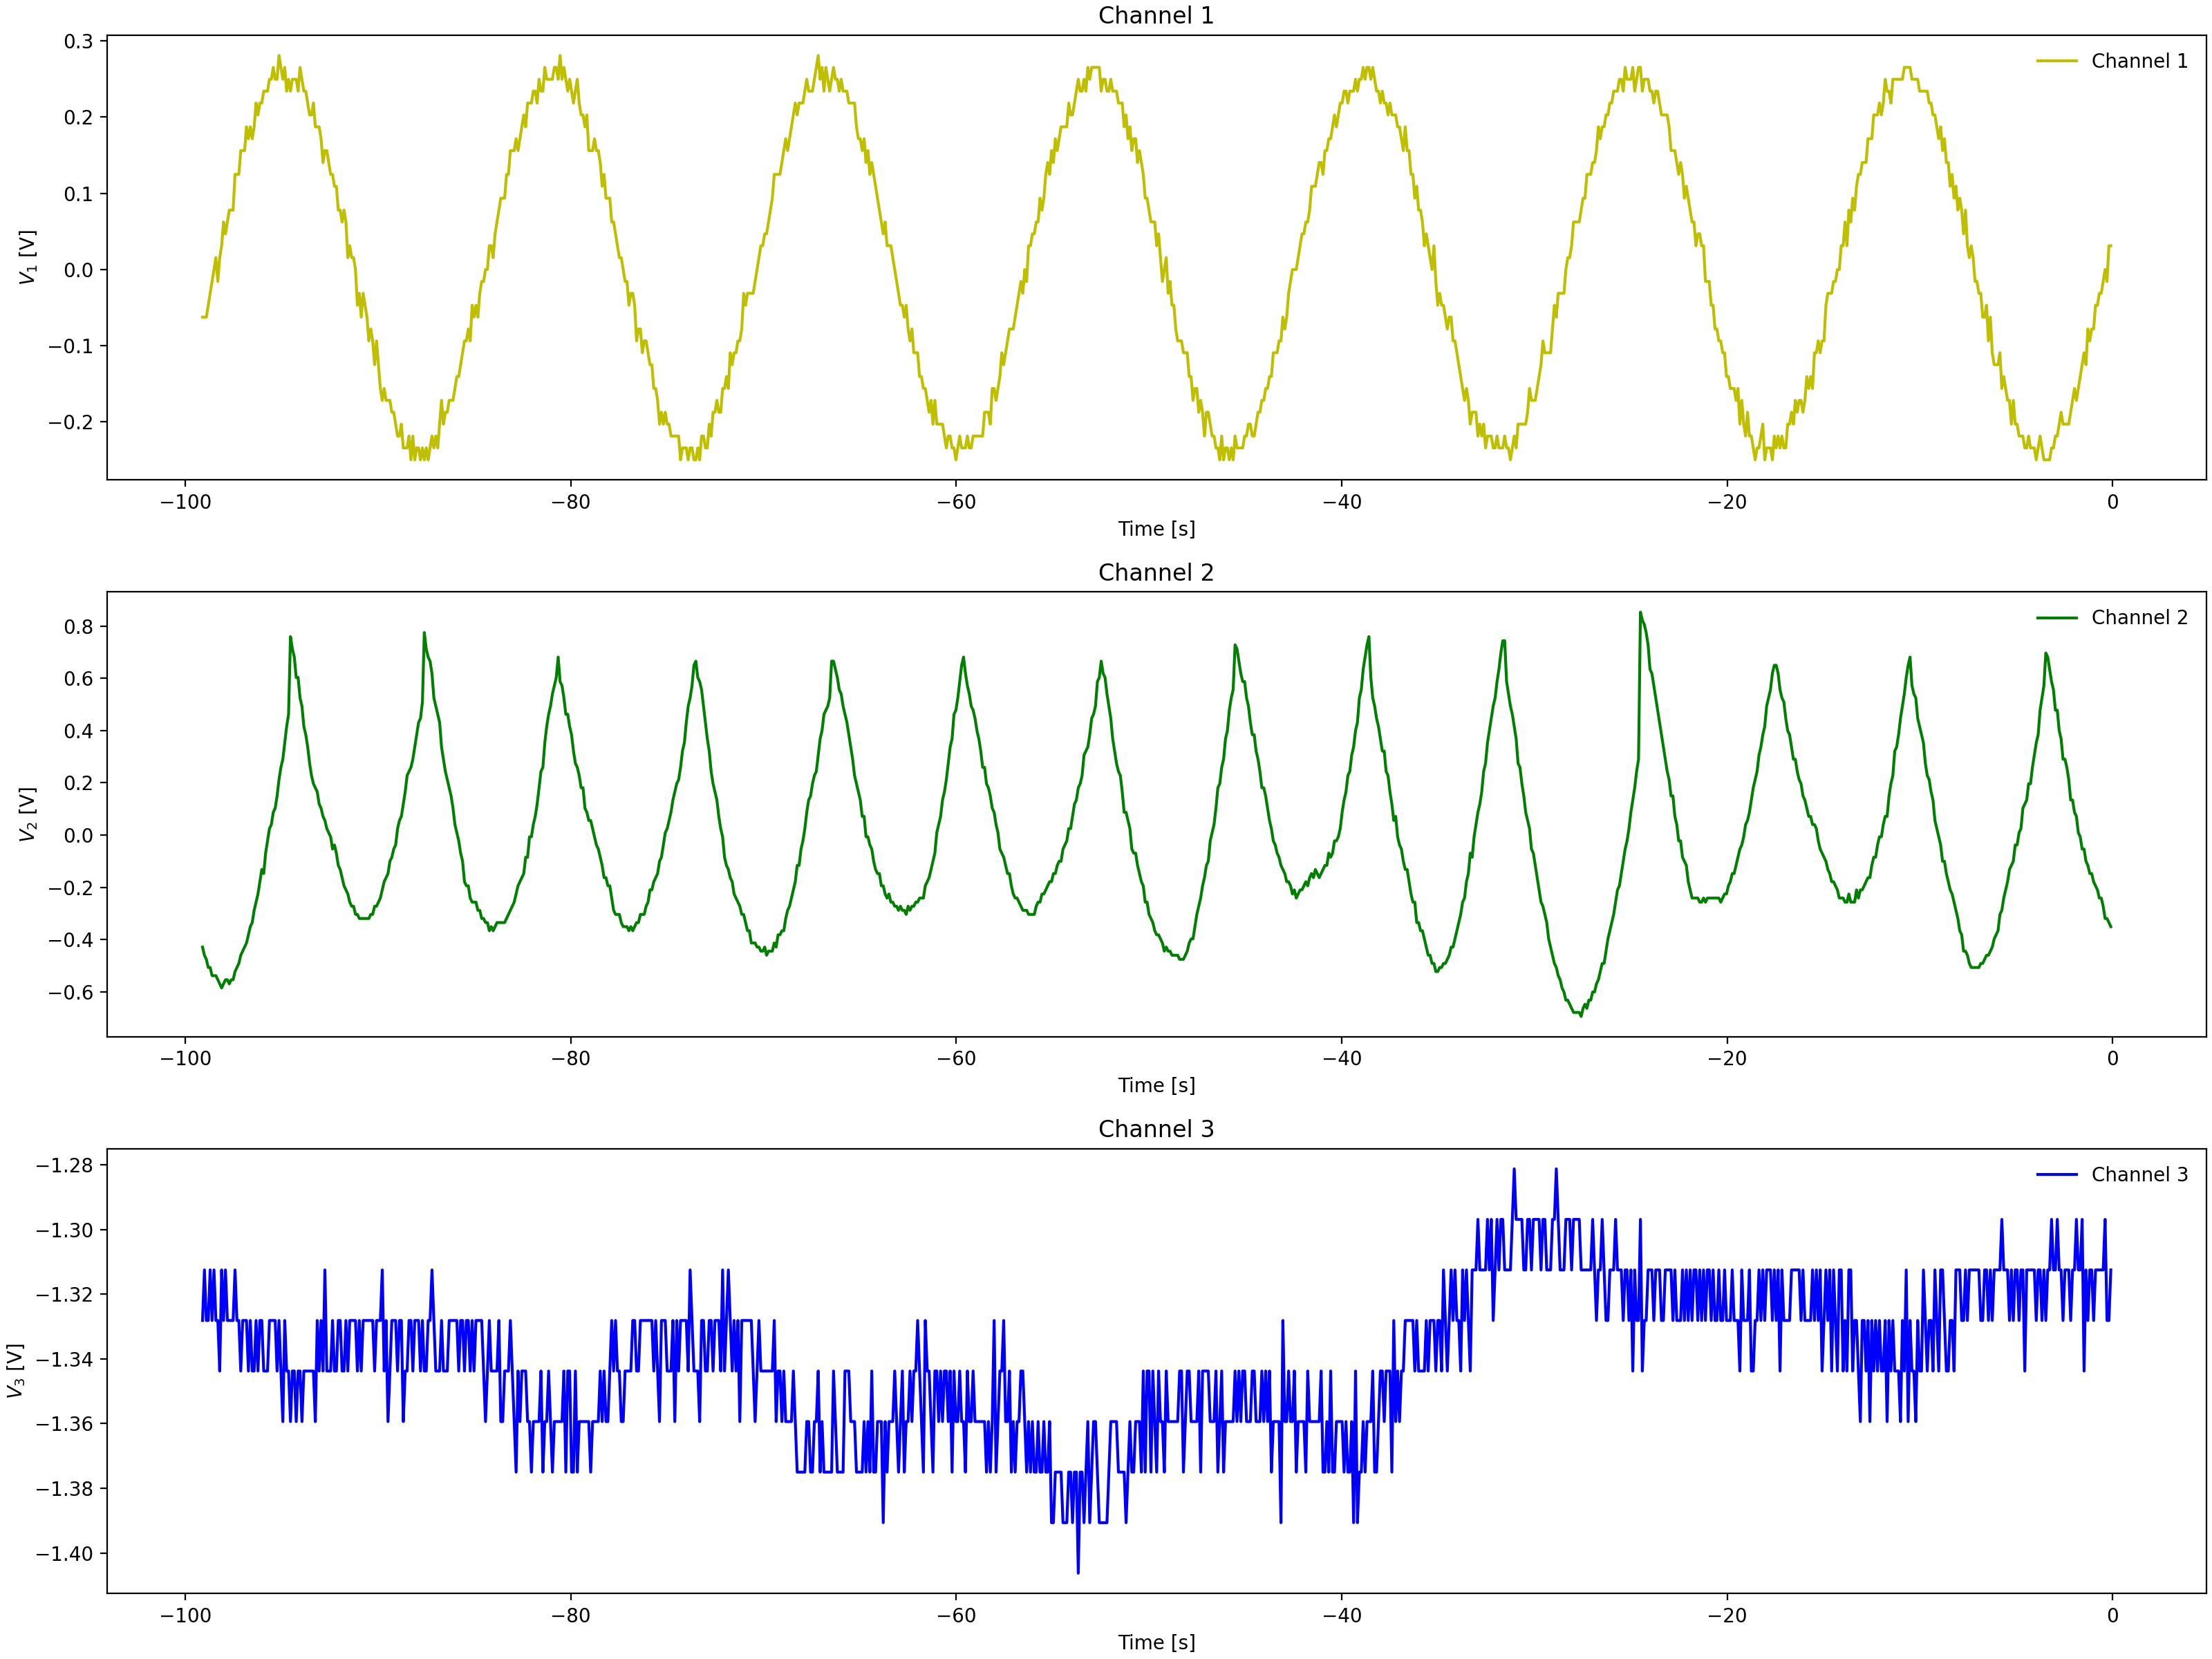 Channel 1
0.3
0.2
0.1
0.0
−0.1
−0.2
V1 [V]
Channel 1
−100 −80 −60 −40 −20 0
Time [s]
Channel 2
0.8
0.6
0.4
0.2
0.0
−0.2
−0.4
−0.6
V2 [V]
Channel 2
−100 −80 −60 −40 −20 0
Time [s]
Channel 3
−1.28
−1.30
−1.32
−1.34
−1.36
−1.38
−1.40
V3 [V]
Channel 3
−100 −80 −60 −40 −20 0
Time [s]